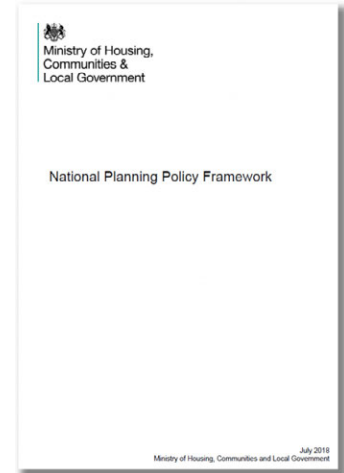 Ministry of Housing,
Communities &
Local Government
National Planning Policy Framework
July 2018
Ministry of Housing, Communities and Local Government